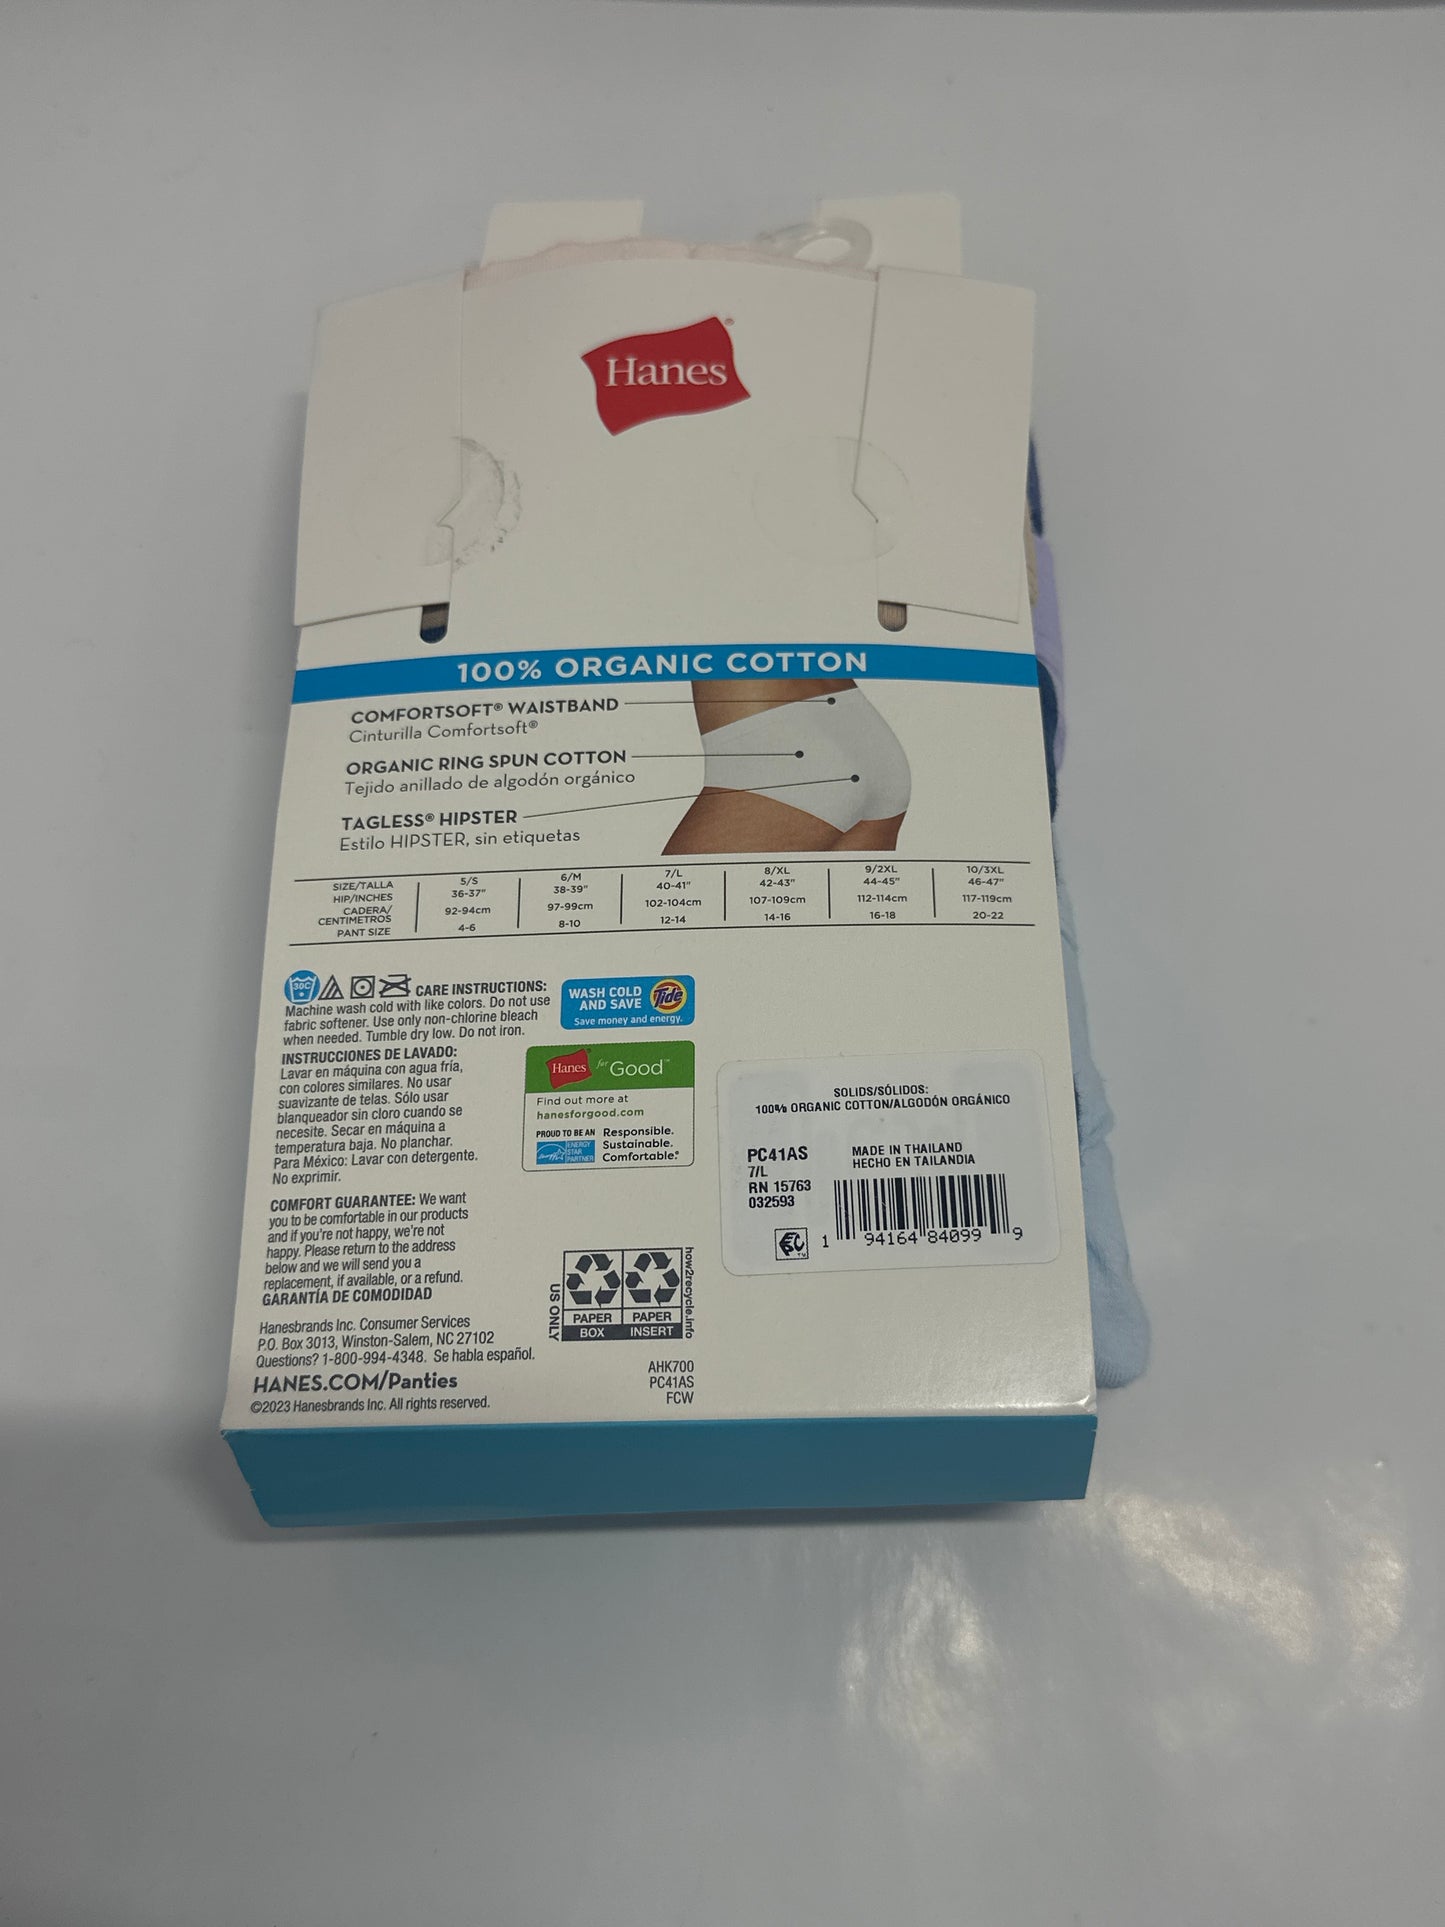 Hanes®
100% ORGANIC COTTON
COMFORTSOFT® WAISTBAND
Cinturilla Comfortsoft®
ORGANIC RING SPUN COTTON
Tejido anillado de algodón orgánico
TAGLESS® HIPSTER
Estilo HIPSTER, sin etiquetas
SIZE/TALLA 5/S 6/M 7/L 8/XL 9/2XL 10/3XL
HIP/INCHES 36-37" 38-39" 40-41" 42-43" 44-45" 46-47"
CADERA/
CENTIMETROS 92-94cm 97-99cm 102-104cm 107-109cm 112-114cm 117-119cm
PANT SIZE 4-6 8-10 12-14 14-16 16-18 20-22
30C
CARE INSTRUCTIONS:
Machine wash cold with like colors. Do not use
fabric softener. Use only non-chlorine bleach
when needed. Tumble dry low. Do not iron.
INSTRUCCIONES DE LAVADO:
Lavar en máquina con agua fría,
con colores similares. No usar
suavizante de telas. Sólo usar
blanqueador sin cloro cuando se
necesite. Secar en máquina a
temperatura baja. No planchar.
Para México: Lavar con detergente.
No exprimir.
COMFORT GUARANTEE: We want
you to be comfortable in our products
and if you're not happy, we're not
happy. Please return to the address
below and we will send you a
replacement, if available, or a refund.
GARANTÍA DE COMODIDAD
Hanesbrands Inc. Consumer Services
P.O. Box 3013, Winston-Salem, NC 27102
Questions? 1-800-994-4348. Se habla español.
HANES.COM/Panties
©2023 Hanesbrands Inc. All rights reserved.
WASH COLD
AND SAVE
Tide
Save money and energy.
Hanes for Good™
Find out more at
hanesforgood.com
PROUD TO BE AN
ENERGY
STAR
PARTNER
Responsible.
Sustainable.
Comfortable.®
US ONLY
PAPER
BOX
PAPER
INSERT
how2recycle.info
AHK700
PC41AS
FCW
SOLIDS/SÓLIDOS:
100% ORGANIC COTTON/ALGODÓN ORGÁNICO
PC41AS
7/L
RN 15763
032593
MADE IN THAILAND
HECHO EN TAILANDIA
1 94164 84099 9